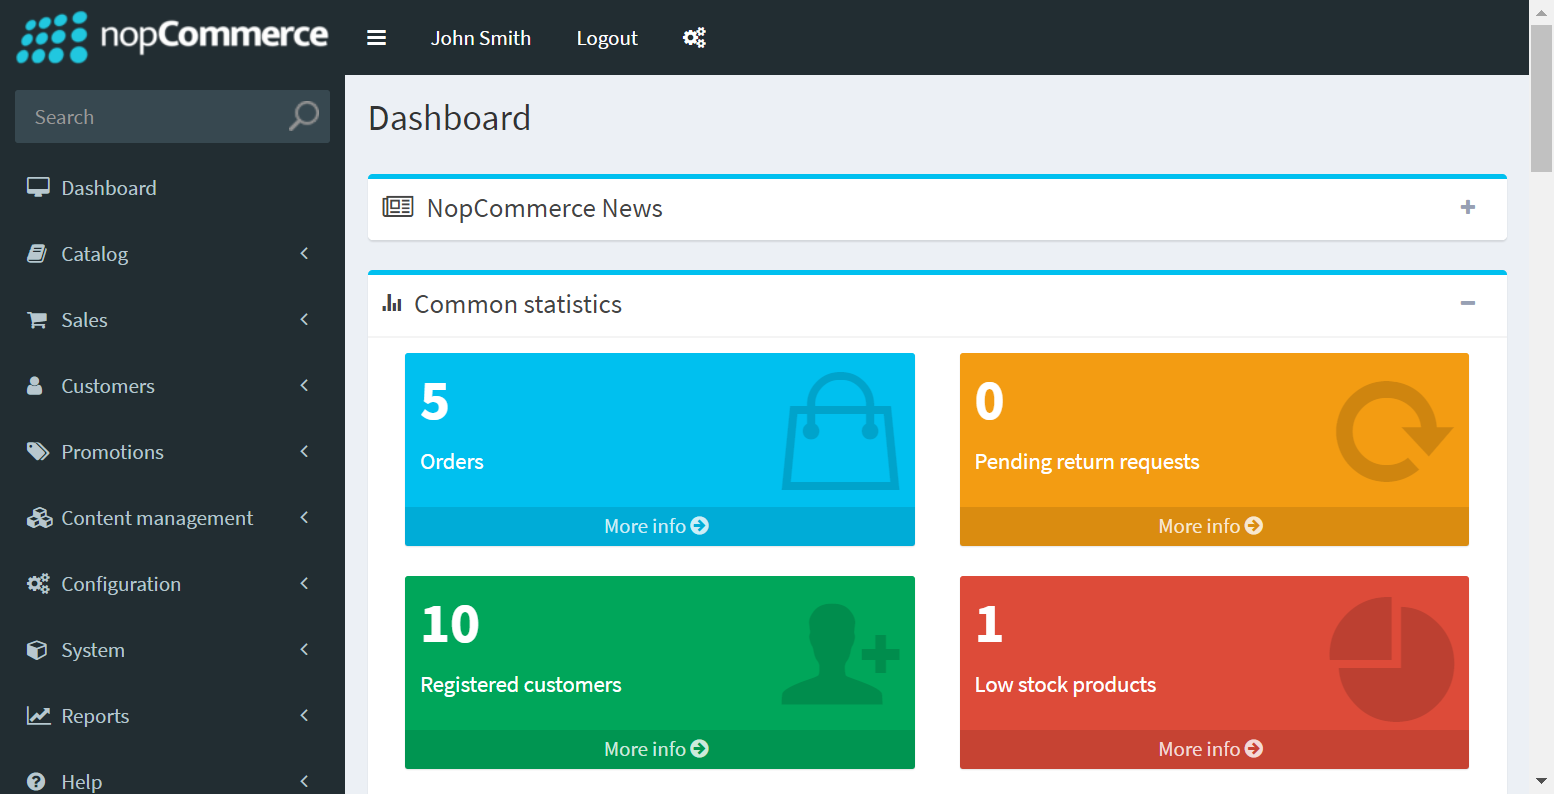 nopCommerce
John Smith
Logout
Search
Dashboard
Catalog
Sales
Customers
Promotions
Content management
Configuration
System
Reports
Help
Dashboard
NopCommerce News
Common statistics
5
Orders
More info
0
Pending return requests
More info
10
Registered customers
More info
1
Low stock products
More info